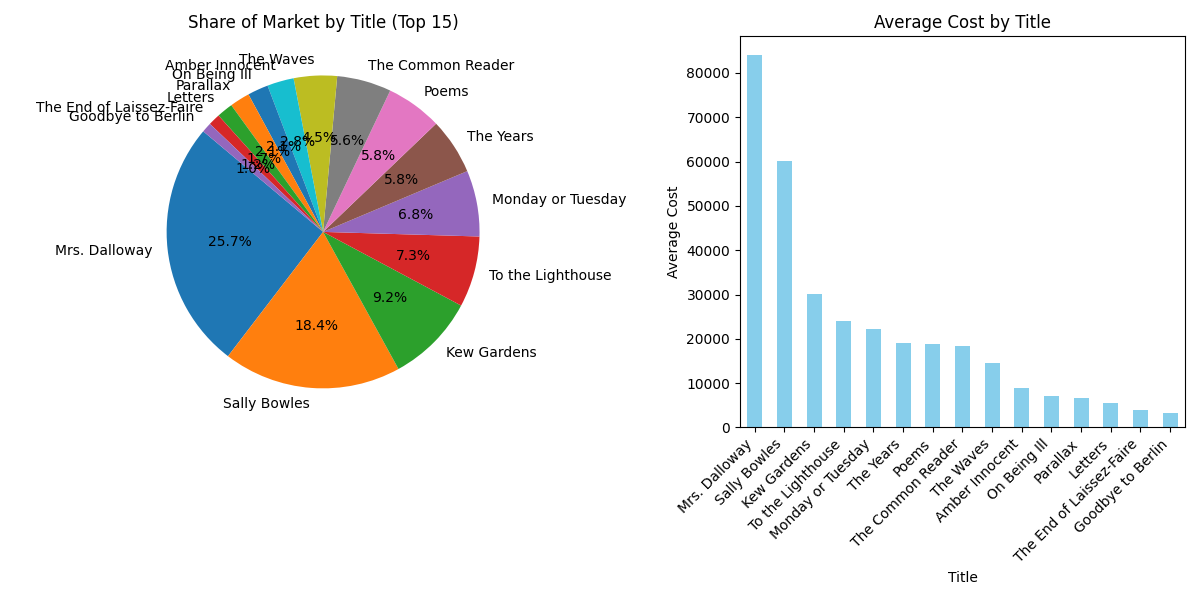 Share of Market by Title (Top 15)
The Waves
Amber Innocent
On Being Ill
Parallax
Letters
The End of Laissez-Faire
Goodbye to Berlin
The Common Reader
Poems
The Years
Monday or Tuesday
To the Lighthouse
Kew Gardens
Sally Bowles
Mrs. Dalloway
4.5%
5.6%
2.8%
5.8%
5.8%
6.8%
7.3%
9.2%
18.4%
25.7%
1.0%
Average Cost by Title
Average Cost
80000
70000
60000
50000
40000
30000
20000
10000
0
Mrs. Dalloway
Sally Bowles
Kew Gardens
To the Lighthouse
Monday or Tuesday
The Years
Poems
The Common Reader
The Waves
Amber Innocent
On Being Ill
Parallax
Letters
The End of Laissez-Faire
Goodbye to Berlin
Title